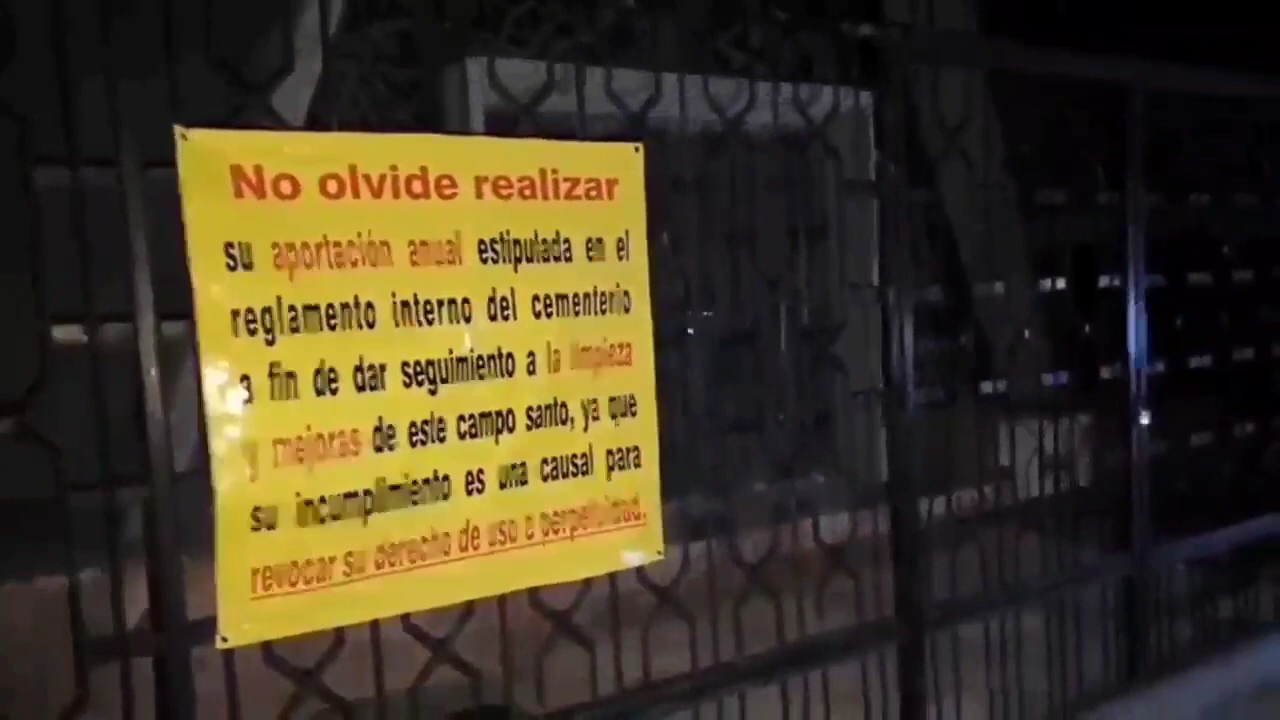 No olvide realizar
su aportación anual estipulada en el
reglamento interno del cementerio
a fin de dar seguimiento a la limpieza
y mejoras de este campo santo, ya que
su incumplimiento es una causal para
revocar su derecho de uso a perpetuidad.